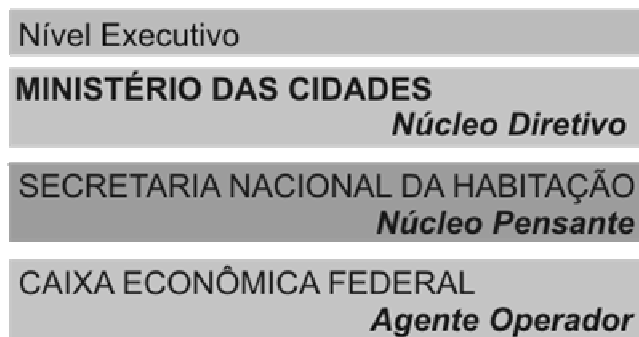 Nível Executivo
MINISTÉRIO DAS CIDADES
Núcleo Diretivo
SECRETARIA NACIONAL DA HABITAÇÃO
Núcleo Pensante
CAIXA ECONÔMICA FEDERAL
Agente Operador